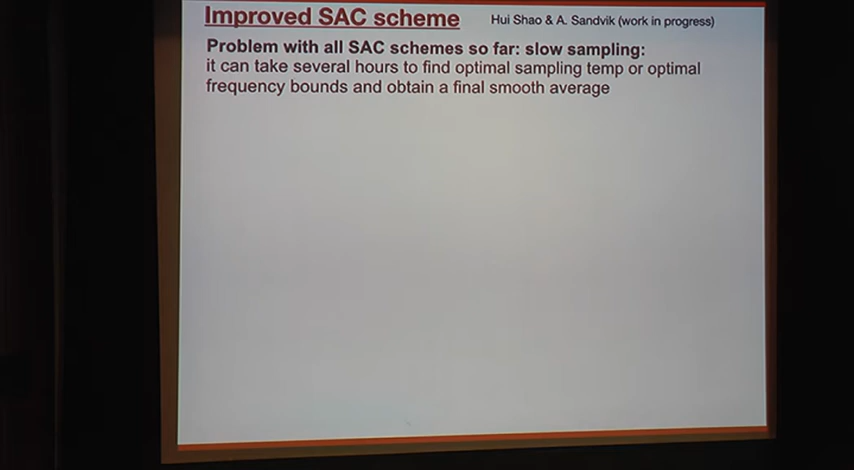 Improved SAC scheme
Hui Shao & A. Sandvik (work in progress)
Problem with all SAC schemes so far: slow sampling:
it can take several hours to find optimal sampling temp or optimal
frequency bounds and obtain a final smooth average